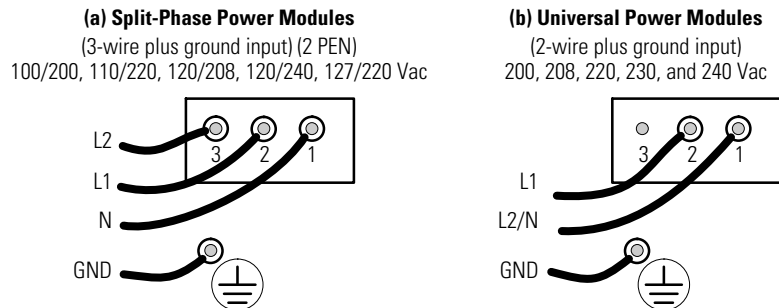 (a) Split-Phase Power Modules
(3-wire plus ground input) (2 PEN)
100/200, 110/220, 120/208, 120/240, 127/220 Vac
L2
3 2 1
L1
N
GND
(b) Universal Power Modules
(2-wire plus ground input)
200, 208, 220, 230, and 240 Vac
3 2 1
L1
L2/N
GND